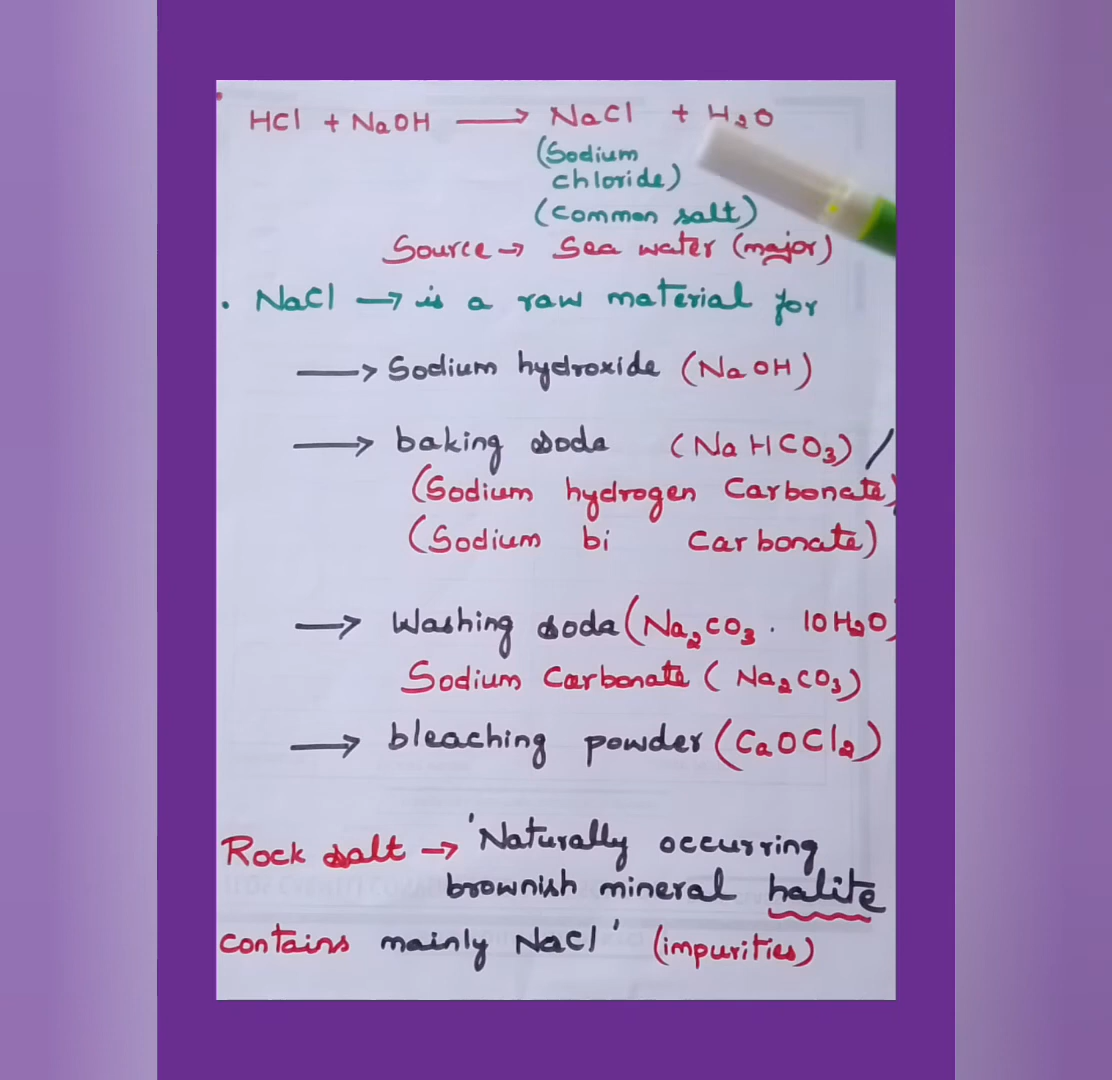 HCl + NaOH ⟶ NaCl + H₂O
(Sodium
chloride)
(Common salt)
Source → Sea water (major)
. NaCl → is a raw material for
⟶ Sodium hydroxide (NaOH)
⟶ baking soda (NaHCO₃) /
(Sodium hydrogen Carbonate)
(Sodium bi Carbonate)
⟶ Washing soda (Na₂CO₃ . 10H₂O)
Sodium Carbonate (Na₂CO₃)
⟶ bleaching powder (CaOCl₂)
Rock salt → 'Naturally occurring
brownish mineral halite
contains mainly NaCl' (impurities)